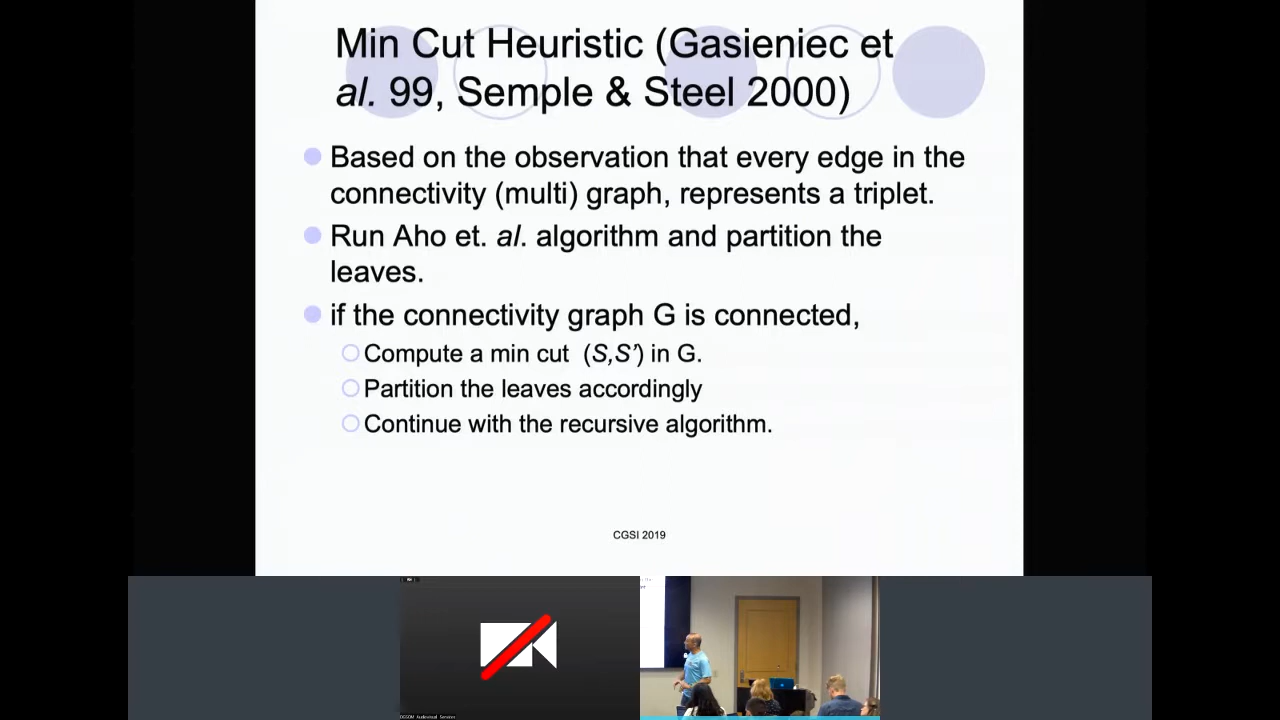 Min Cut Heuristic (Gasieniec et
al. 99, Semple & Steel 2000)
Based on the observation that every edge in the
connectivity (multi) graph, represents a triplet.
Run Aho et. al. algorithm and partition the
leaves.
if the connectivity graph G is connected,
Compute a min cut (S,S’) in G.
Partition the leaves accordingly
Continue with the recursive algorithm.
CGSI 2019